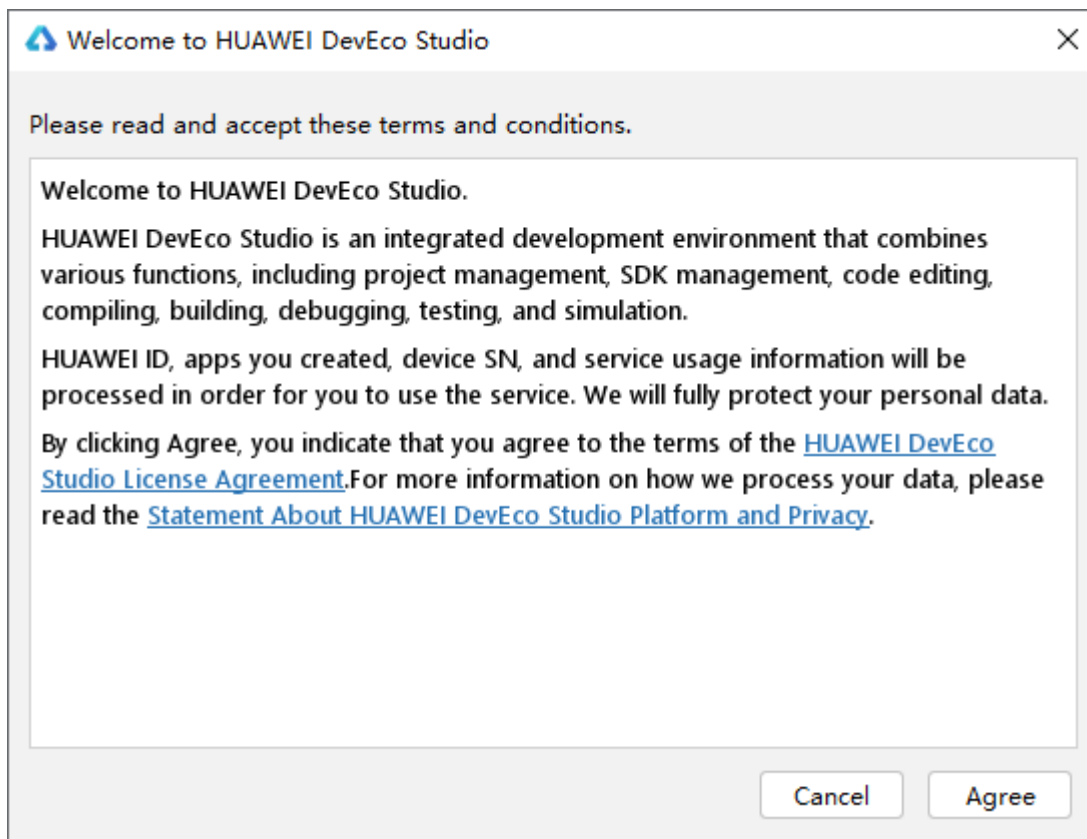 Welcome to HUAWEI DevEco Studio
Please read and accept these terms and conditions.
Welcome to HUAWEI DevEco Studio.
HUAWEI DevEco Studio is an integrated development environment that combines
various functions, including project management, SDK management, code editing,
compiling, building, debugging, testing, and simulation.
HUAWEI ID, apps you created, device SN, and service usage information will be
processed in order for you to use the service. We will fully protect your personal data.
By clicking Agree, you indicate that you agree to the terms of the HUAWEI DevEco
Studio License Agreement.For more information on how we process your data, please
read the Statement About HUAWEI DevEco Studio Platform and Privacy.
Cancel
Agree